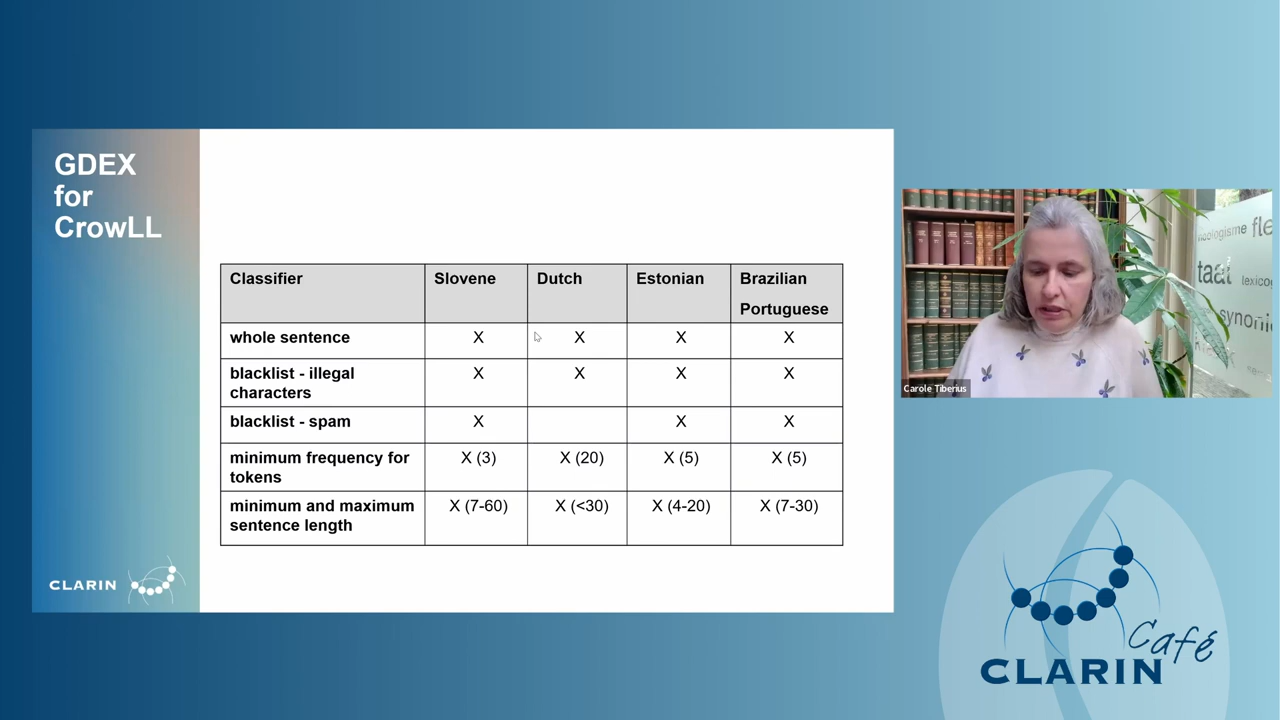 GDEX
for
CrowLL
Classifier Slovene Dutch Estonian Brazilian
Portuguese
whole sentence X X X X
blacklist - illegal
characters X X X X
blacklist - spam X X X
minimum frequency for
tokens X (3) X (20) X (5) X (5)
minimum and maximum
sentence length X (7-60) X (<30) X (4-20) X (7-30)
CLARIN
taal
Carole Tiberius
Café
CLARIN